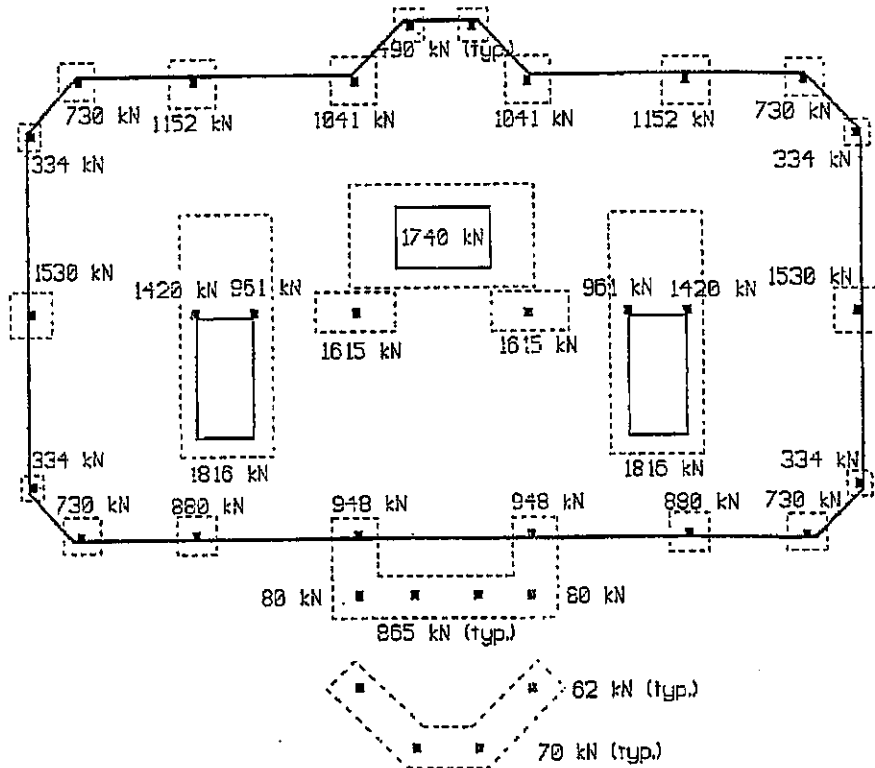 490 kN (typ.)
730 kN
1152 kN
1041 kN
1041 kN
1152 kN
730 kN
334 kN
334 kN
1740 kN
1530 kN
1420 kN
961 kN
961 kN
1420 kN
1530 kN
1615 kN
1615 kN
1816 kN
1816 kN
334 kN
334 kN
730 kN
880 kN
948 kN
948 kN
880 kN
730 kN
80 kN
80 kN
865 kN (typ.)
62 kN (typ.)
70 kN (typ.)